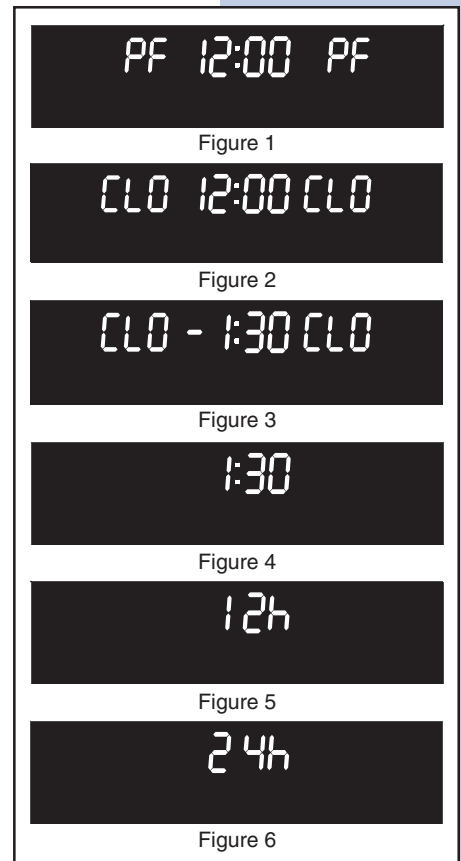 PF 12:00 PF
Figure 1
CLO 12:00 CLO
Figure 2
CLO - 1:30 CLO
Figure 3
1:30
Figure 4
12h
Figure 5
24h
Figure 6